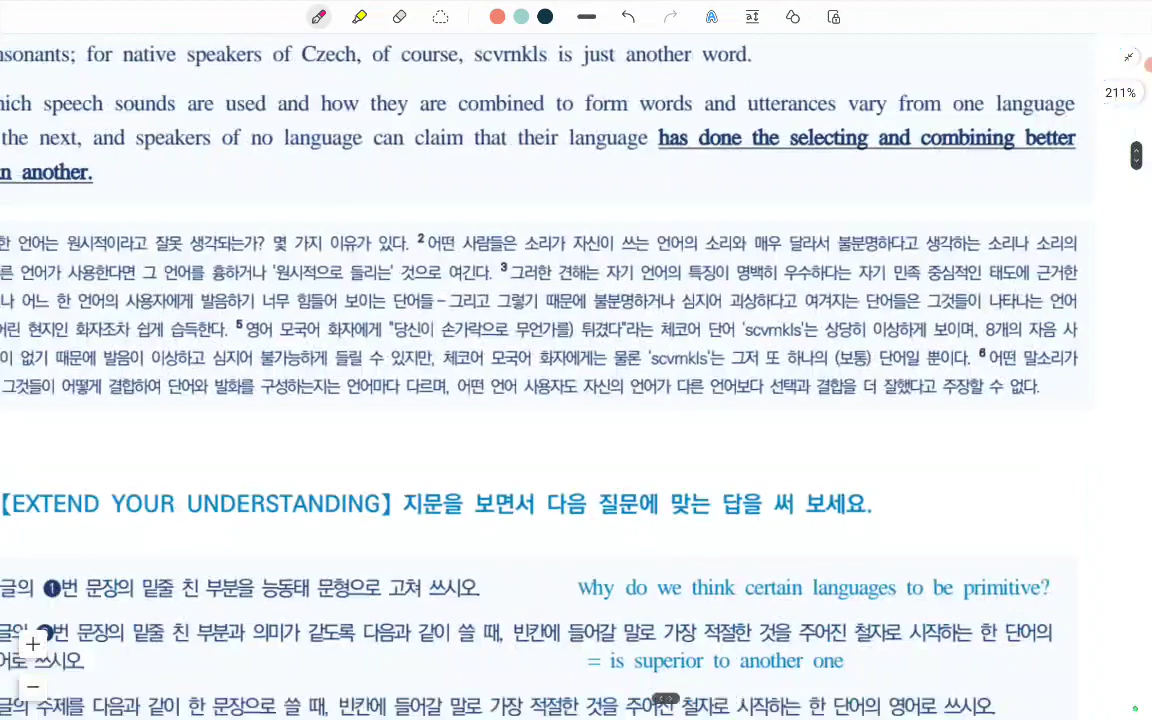 211%
nsonants; for native speakers of Czech, of course, scvrnkls is just another word.
hich speech sounds are used and how they are combined to form words and utterances vary from one language
the next, and speakers of no language can claim that their language has done the selecting and combining better
n another.
한 언어는 원시적이라고 잘못 생각되는가? 몇 가지 이유가 있다. 2 어떤 사람들은 소리가 자신이 쓰는 언어의 소리와 매우 달라서 불분명하다고 생각하는 소리나 소리의
른 언어가 사용한다면 그 언어를 흉하거나 '원시적으로 들리는' 것으로 여긴다. 3 그러한 견해는 자기 언어의 특징이 명백히 우수하다는 자기 민족 중심적인 태도에 근거한
나 어느 한 언어의 사용자에게 발음하기 너무 힘들어 보이는 단어들 – 그리고 그렇기 때문에 불분명하거나 심지어 괴상하다고 여겨지는 단어들은 그것들이 나타나는 언어
어린 현지인 화자조차 쉽게 습득한다. 5 영어 모국어 화자에게 "당신이 손가락으로 무언가를) 튀겼다"라는 체코어 단어 'scvrnkls'는 상당히 이상하게 보이며, 8개의 자음 사
이 없기 때문에 발음이 이상하고 심지어 불가능하게 들릴 수 있지만, 체코어 모국어 화자에게는 물론 'scvrnkls'는 그저 또 하나의 (보통) 단어일 뿐이다. 6 어떤 말소리가
그것들이 어떻게 결합하여 단어와 발화를 구성하는지는 언어마다 다르며, 어떤 언어 사용자도 자신의 언어가 다른 언어보다 선택과 결합을 더 잘했다고 주장할 수 없다.
【EXTEND YOUR UNDERSTANDING】 지문을 보면서 다음 질문에 맞는 답을 써 보세요.
글의 ❶번 문장의 밑줄 친 부분을 능동태 문형으로 고쳐 쓰시오. Why do we think certain languages to be primitive?
글의 번 문장의 밑줄 친 부분과 의미가 같도록 다음과 같이 쓸 때, 빈칸에 들어갈 말로 가장 적절한 것을 주어진 철자로 시작하는 한 단어의
어로 쓰시오. = is superior to another one
글의 주제를 다음과 같이 한 문장으로 쓸 때, 빈칸에 들어갈 말로 가장 적절한 것을 주어진 철자로 시작하는 한 단어의 영어로 쓰시오.